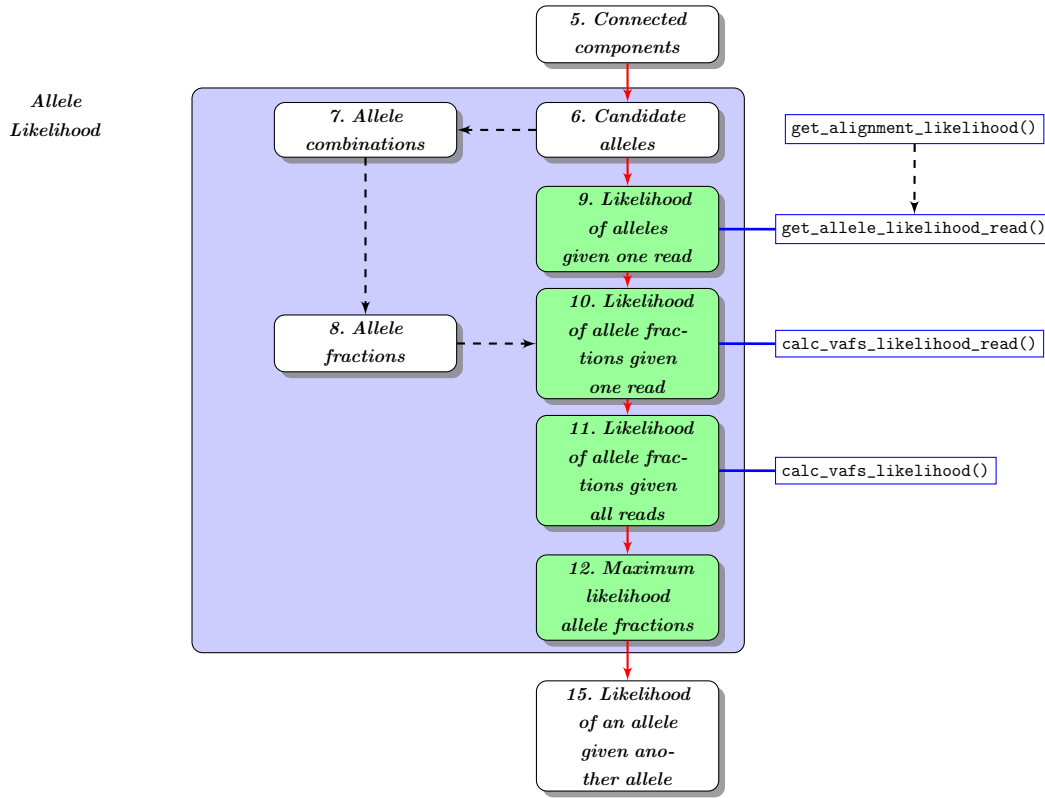 5. Connected
components
Allele
Likelihood
7. Allele
combinations
6. Candidate
alleles
get_alignment_likelihood()
9. Likelihood
of alleles
given one read
get_allele_likelihood_read()
8. Allele
fractions
10. Likelihood
of allele frac-
tions given
one read
calc_vafs_likelihood_read()
11. Likelihood
of allele frac-
tions given
all reads
calc_vafs_likelihood()
12. Maximum
likelihood
allele fractions
15. Likelihood
of an allele
given ano-
ther allele